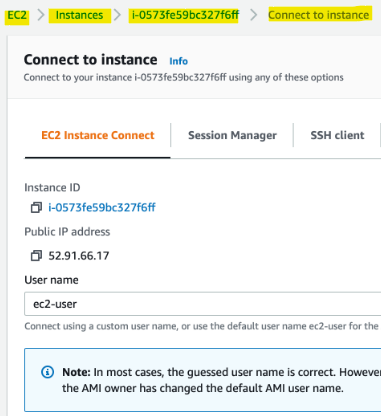 EC2 > Instances > i-0573fe59bc327f6ff > Connect to instance
Connect to instance Info
Connect to your instance i-0573fe59bc327f6ff using any of these options
EC2 Instance Connect Session Manager SSH client
Instance ID
i-0573fe59bc327f6ff
Public IP address
52.91.66.17
User name
ec2-user
Connect using a custom user name, or use the default user name ec2-user for the
Note: In most cases, the guessed user name is correct. However
the AMI owner has changed the default AMI user name.